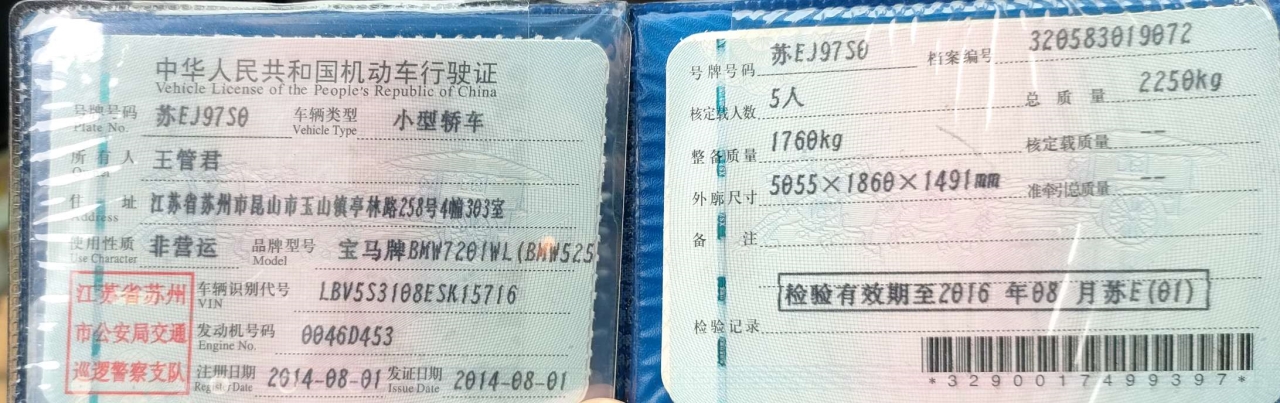 中华人民共和国机动车行驶证
Vehicle License of the People's Republic of China
号牌号码 苏EJ97S0 车辆类型 小型轿车
Plate No. Vehicle Type
所有人 王管君
住址 江苏省苏州市昆山市玉山镇亭林路258号4幢303室
Address
使用性质 非营运 品牌型号 宝马牌BMW7201WL(BMW525
Use Character Model
江苏省苏州
市公安局交通
巡逻警察支队
车辆识别代号 LBV5S3108ESK15716
VIN
发动机号码 0046D453
Engine No.
注册日期 2014-08-01 发证日期 2014-08-01
Register Date Issue Date
号牌号码 苏EJ97S0 档案编号 320583019072
核定载人数 5人 总质量 2250kg
整备质量 1760kg 核定载质量 --
外廓尺寸 5055×1860×1491mm 准牵引总质量 --
备注
检验有效期至2016 年08 月苏E(01)
检验记录
*3290017499397*